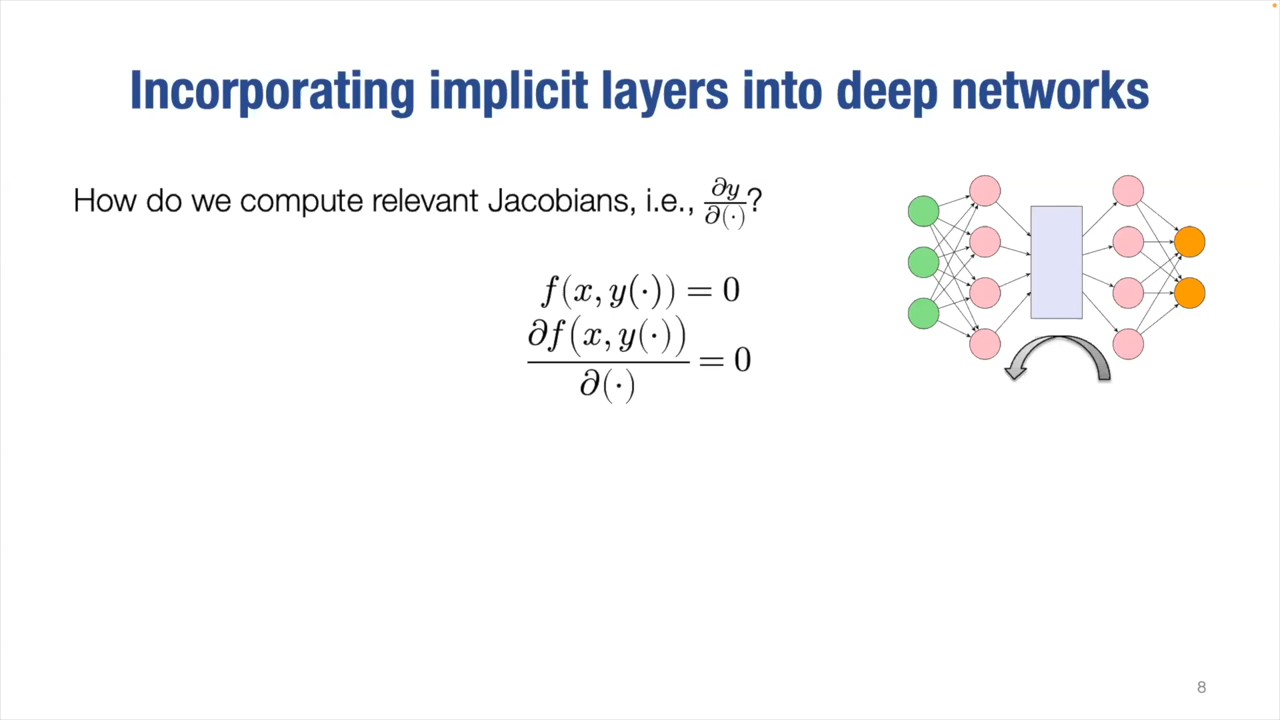 Incorporating implicit layers into deep networks
How do we compute relevant Jacobians, i.e., ∂y/∂(·)?
f(x, y(·)) = 0
∂f(x, y(·))/∂(·) = 0
8